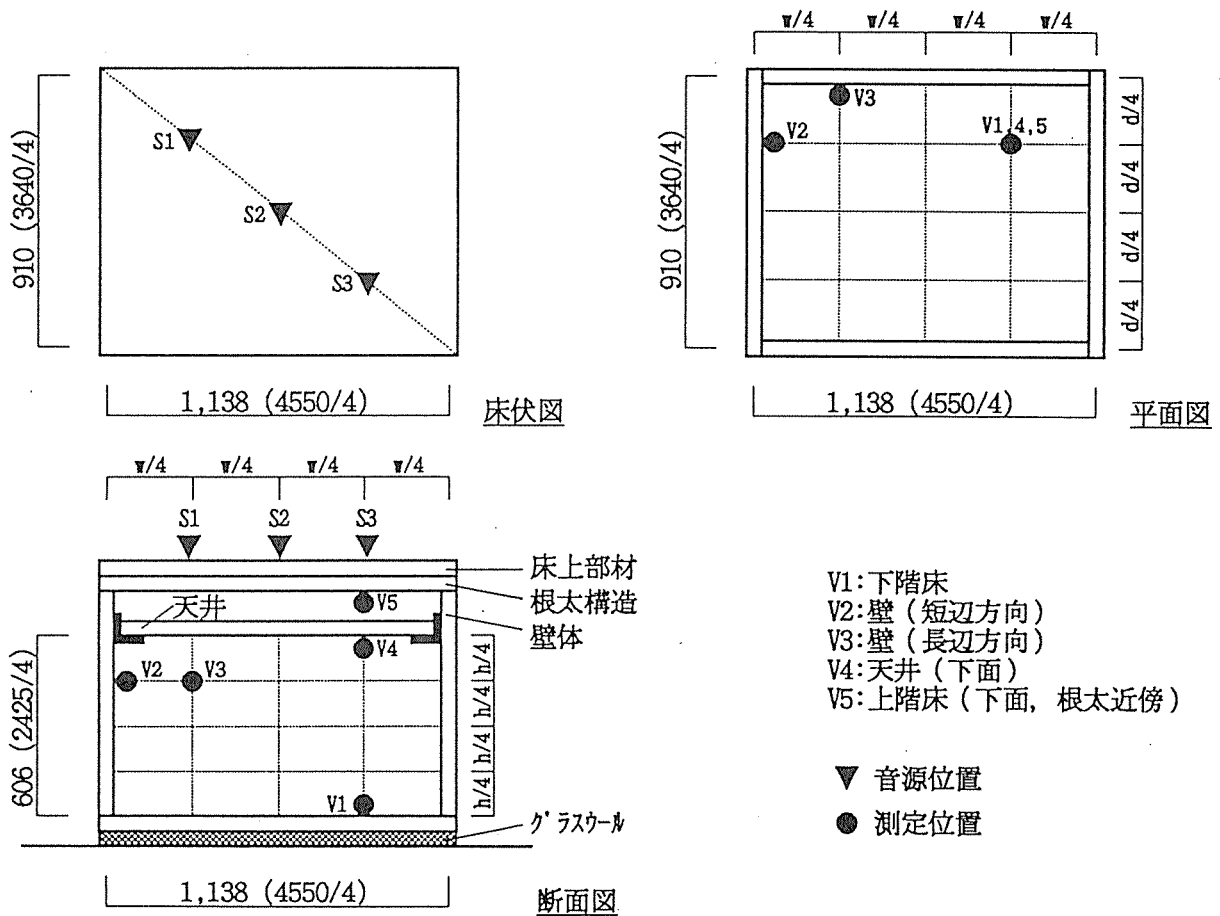 S1
S2
S3
910 (3640/4)
1,138 (4550/4)
床伏図
w/4 w/4 w/4 w/4
V3
V2
V1,4,5
910 (3640/4)
d/4
d/4
d/4
d/4
1,138 (4550/4)
平面図
w/4 w/4 w/4 w/4
S1 S2 S3
床上部材
根太構造
壁体
天井
V5
V4
V2
V3
V1
606 (2425/4)
h/4
h/4
h/4
h/4
グラスウール
1,138 (4550/4)
断面図
V1:下階床
V2:壁(短辺方向)
V3:壁(長辺方向)
V4:天井(下面)
V5:上階床(下面, 根太近傍)
▼ 音源位置
● 測定位置